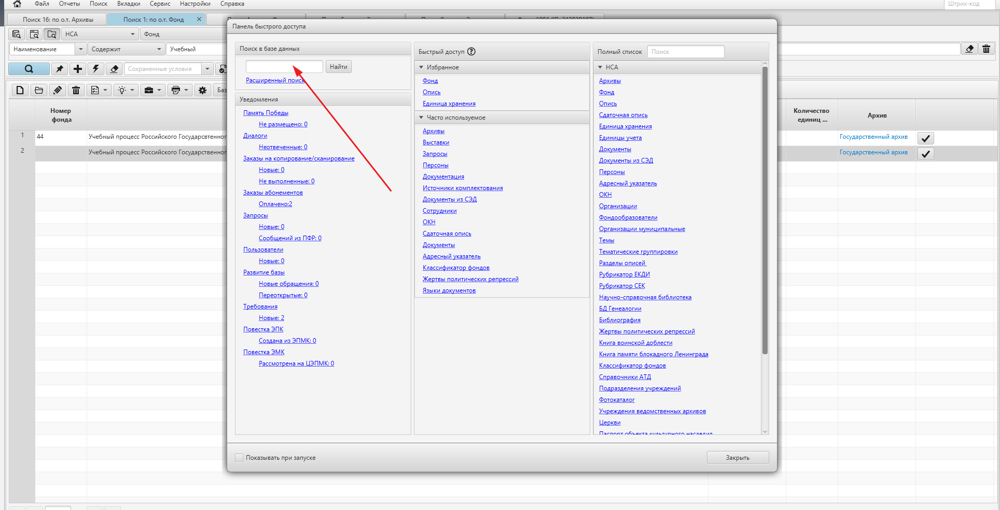 Файл Отчеты Поиск Вкладки Сервис Настройки Справка
Штрих-код
Поиск 16: по о.т. Архивы
Поиск 1: по о.т. Фонд
НСА
Фонд
Наименование
Содержит
Учебный
Сохраненные условия
Баз
Номер фонда
Количество единиц ...
Архив
1 44 Учебный процесс Российского Государсвтенног Государственный архив
2 Учебный процесс Российского Государственног Государственный архив
Панель быстрого доступа
Поиск в базе данных
Найти
Расширенный поиск
Уведомления
Память Победы
Не размещено: 0
Диалоги
Неотвеченные: 0
Заказы на копирование/сканирование
Новые: 0
Не выполненные: 0
Заказы абонементов
Оплачено:2
Запросы
Новые: 0
Сообщений из ПФР: 0
Пользователи
Новые: 0
Развитие базы
Новые обращения: 0
Переоткрытые: 0
Требования
Новые: 2
Повестка ЭПК
Создана из ЭПМК: 0
Повестка ЭМК
Рассмотрена на ЦЭПМК: 0
Быстрый доступ
Избранное
Фонд
Опись
Единица хранения
Часто используемое
Архивы
Выставки
Запросы
Персоны
Документация
Источники комплектования
Документы из СЭД
Сотрудники
ОКН
Сдаточная опись
Документы
Адресный указатель
Классификатор фондов
Жертвы политических репрессий
Языки документов
Полный список
Поиск
НСА
Архивы
Фонд
Опись
Сдаточная опись
Единица хранения
Единицы учета
Документы
Документы из СЭД
Персоны
Адресный указатель
ОКН
Организации
Фондообразователи
Организации муниципальные
Темы
Тематические группировки
Разделы описей
Рубрикатор ЕКДИ
Рубрикатор СЕК
Научно-справочная библиотека
БД Генеалогии
Библиография
Жертвы политических репрессий
Книга воинской доблести
Книга памяти блокадного Ленинграда
Классификатор фондов
Справочники АТД
Подразделения учреждений
Фотокаталог
Учреждения ведомственных архивов
Церкви
Паспорт объекта культурного наследия
Показывать при запуске
Закрыть